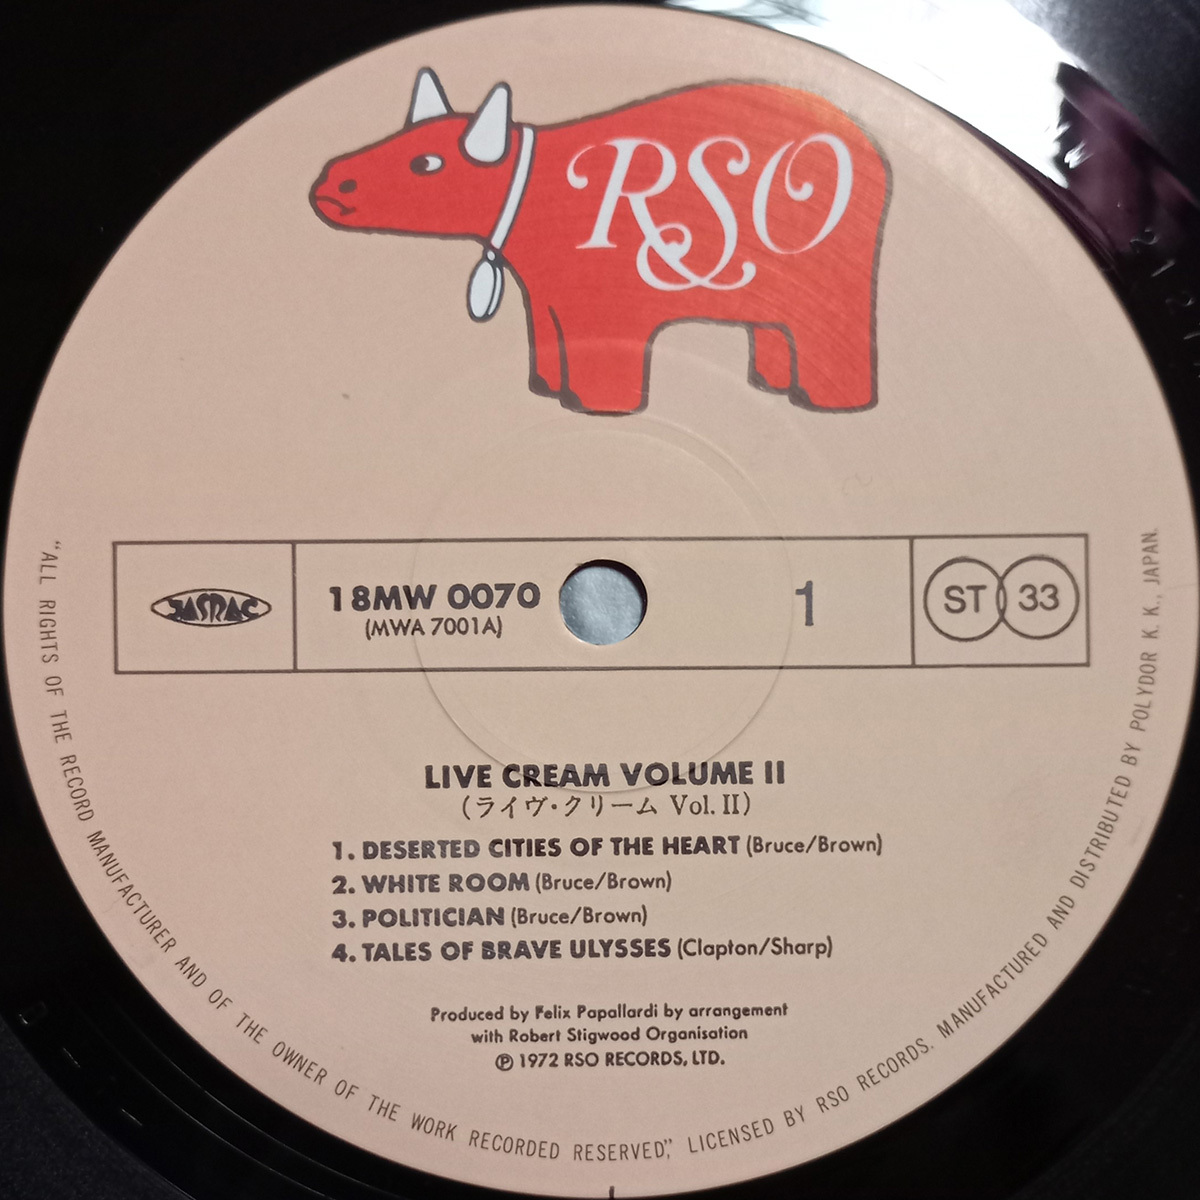 RSO
JASRAC
18MW 0070
(MWA 7001A)
1
ST 33
LIVE CREAM VOLUME II
(ライヴ・クリーム Vol. II)
1. DESERTED CITIES OF THE HEART (Bruce/Brown)
2. WHITE ROOM (Bruce/Brown)
3. POLITICIAN (Bruce/Brown)
4. TALES OF BRAVE ULYSSES (Clapton/Sharp)
Produced by Felix Papallardi by arrangement
with Robert Stigwood Organisation
℗ 1972 RSO RECORDS, LTD.
"ALL RIGHTS OF THE RECORD MANUFACTURER AND OF THE OWNER OF THE WORK RECORDED RESERVED," LICENSED BY RSO RECORDS. MANUFACTURED AND DISTRIBUTED BY POLYDOR K. K., JAPAN.